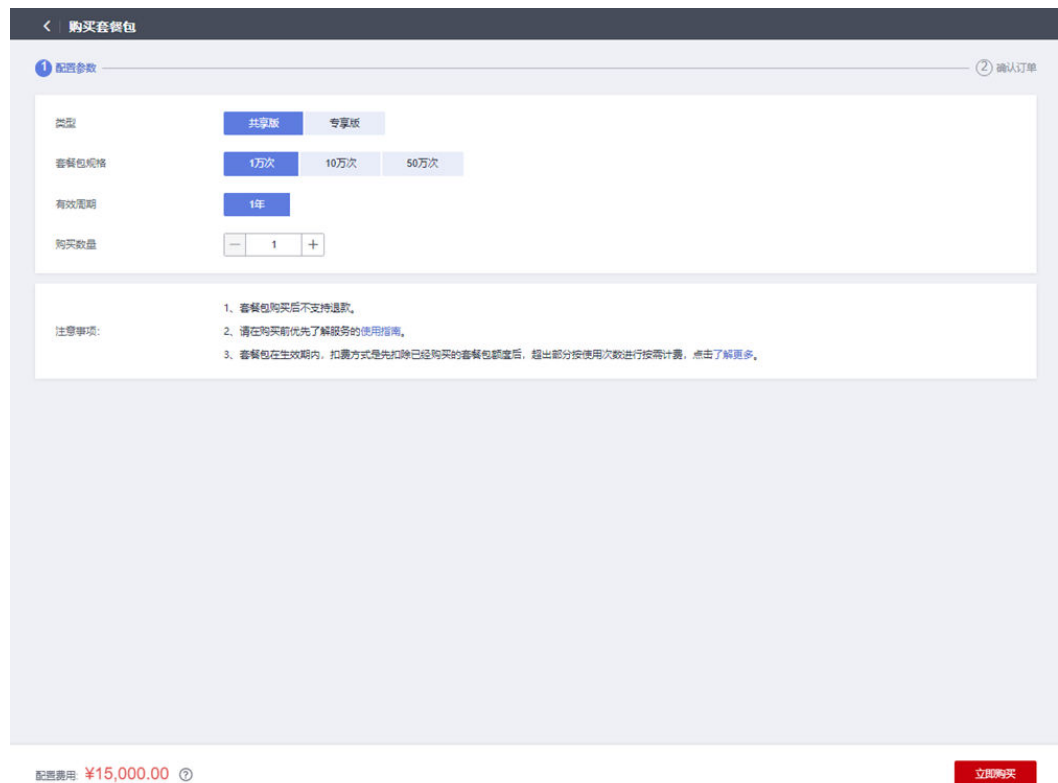 购买套餐包
1 配置参数 2 确认订单
类型 共享版 专享版
套餐包规格 1万次 10万次 50万次
有效周期 1年
购买数量 － 1 ＋
注意事项:
1、套餐包购买后不支持退款。
2、请在购买前优先了解服务的使用指南。
3、套餐包在生效期内，扣费方式是先扣除已经购买的套餐包额度后，超出部分按使用次数进行按需计费，点击了解更多。
配置费用: ¥15,000.00 ? 立即购买